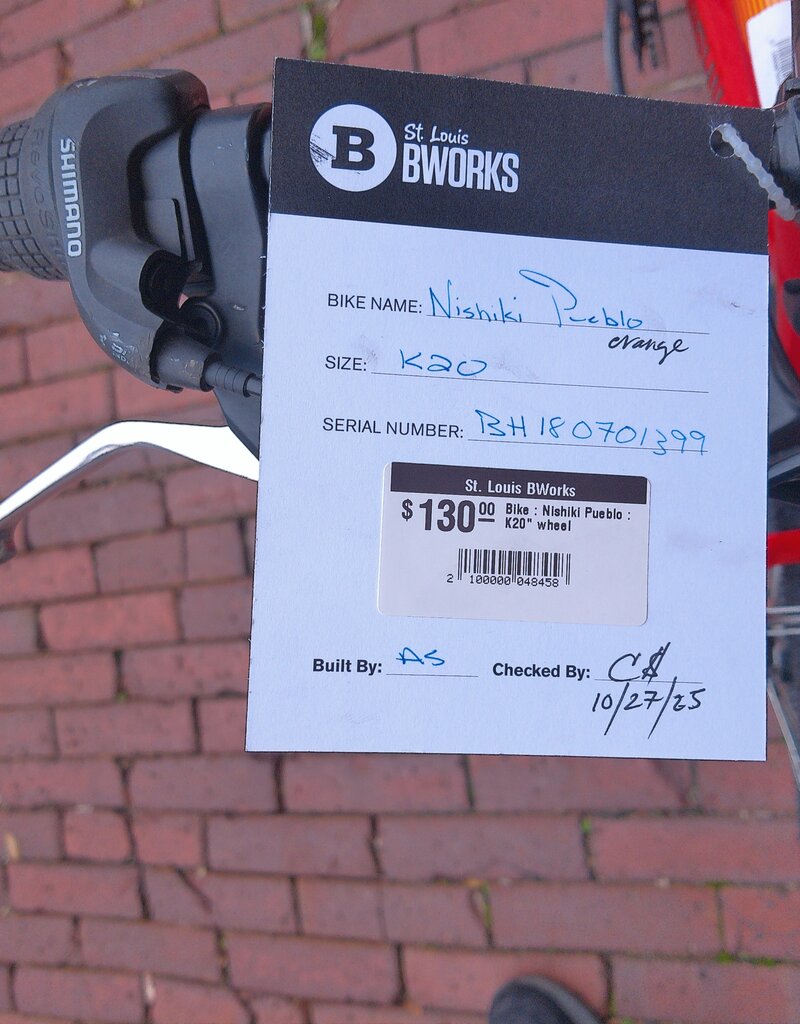 SHIMANO
B St. Louis
BWORKS
BIKE NAME: Nishiki Pueblo
orange
SIZE: K20
SERIAL NUMBER: BH180701399
St. Louis BWorks
$130.00 Bike : Nishiki Pueblo :
K20" wheel
2 100000 048458
Built By: AS Checked By: C$
10/27/25